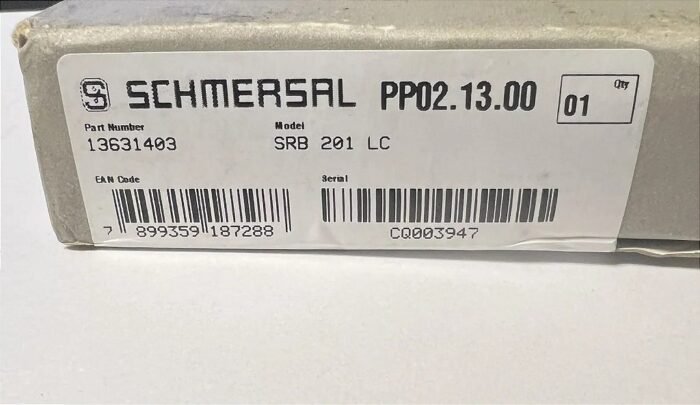 SCHMERSAL PP02.13.00
Qty
01
Part Number Model
13631403 SRB 201 LC
EAN Code Serial
7 899359 187288 CQ003947